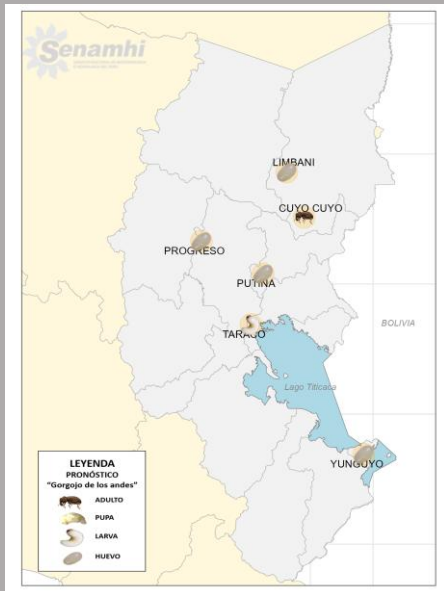 Senamhi
LIMBANI
CUYO CUYO
PROGRESO
PUTINA
TARACO
BOLIVIA
Lago Titicaca
YUNGUYO
LEYENDA
PRONÓSTICO
"Gorgojo de los andes"
ADULTO
PUPA
LARVA
HUEVO